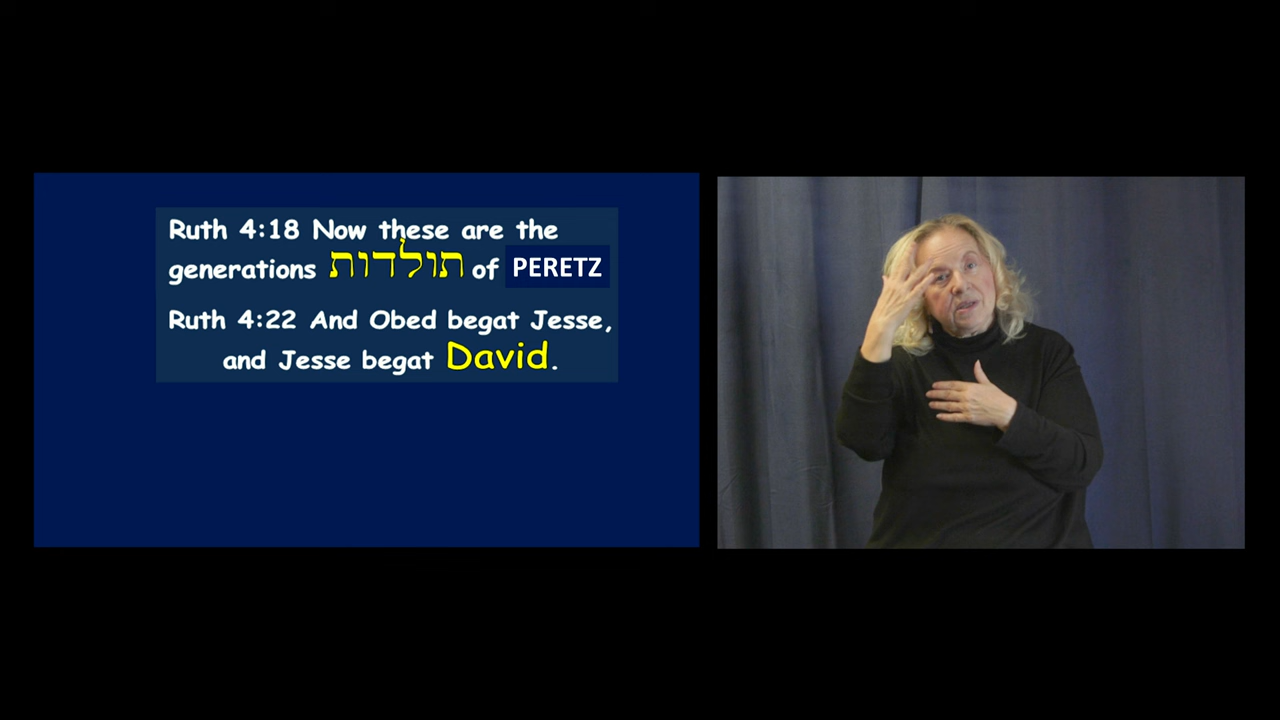 Ruth 4:18 Now these are the
generations תולדות of PERETZ
Ruth 4:22 And Obed begat Jesse,
and Jesse begat David.